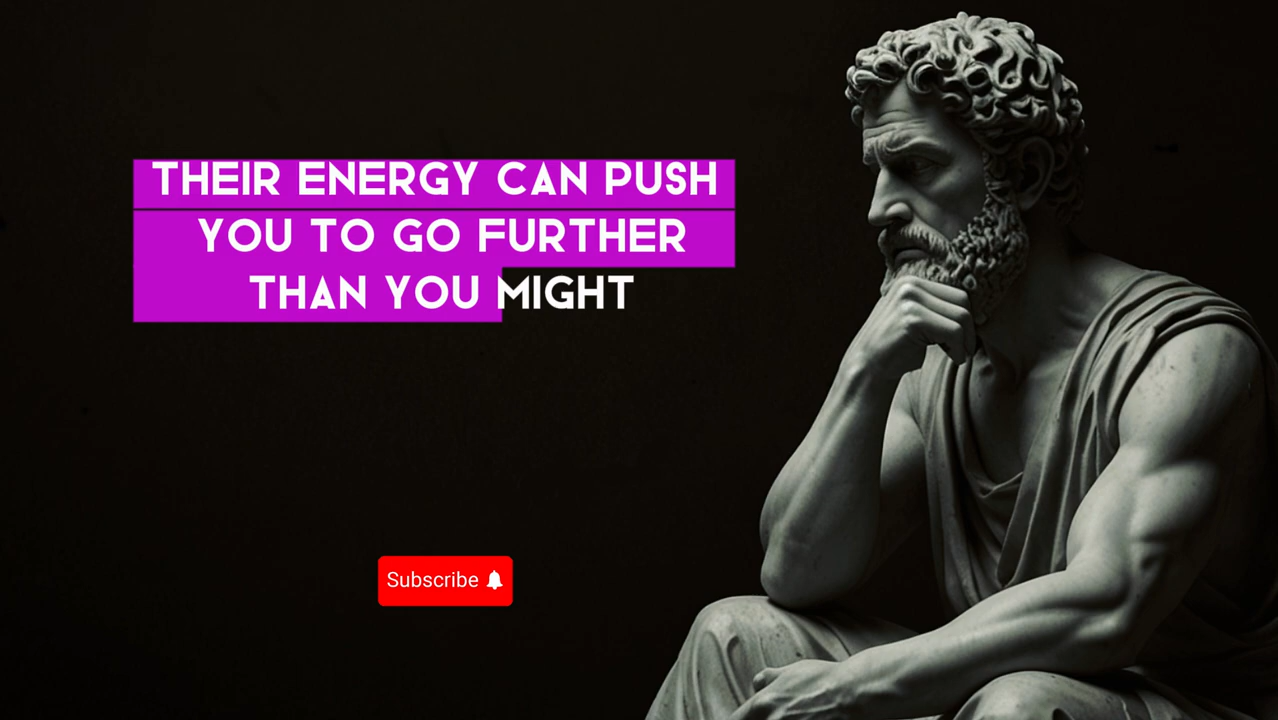 THEIR ENERGY CAN PUSH
YOU TO GO FURTHER
THAN YOU MIGHT
Subscribe